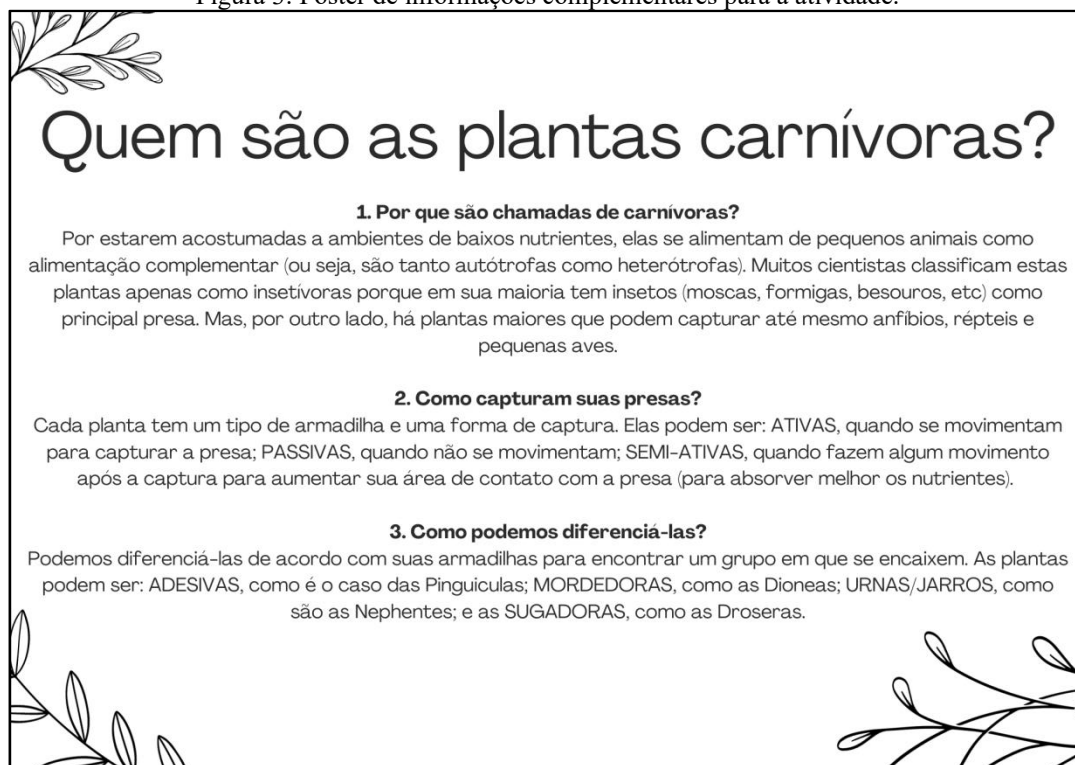 Figura 3: Pôster de informações complementares para a atividade.
Quem são as plantas carnívoras?
1. Por que são chamadas de carnívoras?
Por estarem acostumadas a ambientes de baixos nutrientes, elas se alimentam de pequenos animais como
alimentação complementar (ou seja, são tanto autótrofas como heterótrofas). Muitos cientistas classificam estas
plantas apenas como insetívoras porque em sua maioria tem insetos (moscas, formigas, besouros, etc) como
principal presa. Mas, por outro lado, há plantas maiores que podem capturar até mesmo anfíbios, répteis e
pequenas aves.
2. Como capturam suas presas?
Cada planta tem um tipo de armadilha e uma forma de captura. Elas podem ser: ATIVAS, quando se movimentam
para capturar a presa; PASSIVAS, quando não se movimentam; SEMI-ATIVAS, quando fazem algum movimento
após a captura para aumentar sua área de contato com a presa (para absorver melhor os nutrientes).
3. Como podemos diferenciá-las?
Podemos diferenciá-las de acordo com suas armadilhas para encontrar um grupo em que se encaixem. As plantas
podem ser: ADESIVAS, como é o caso das Pinguiculas; MORDEDORAS, como as Dioneas; URNAS/JARROS, como
são as Nephentes; e as SUGADORAS, como as Droseras.